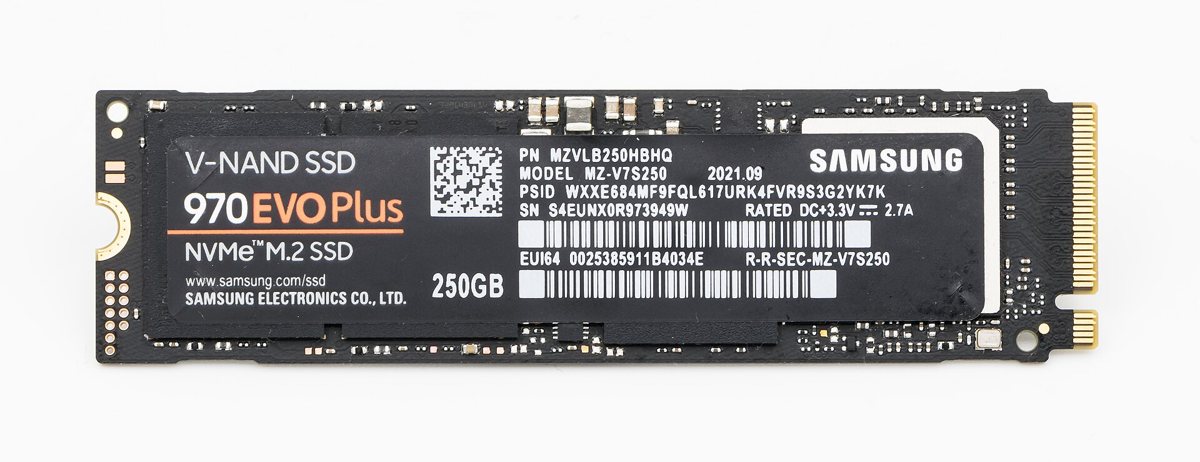 V-NAND SSD
970 EVO Plus
NVMe™ M.2 SSD
www.samsung.com/ssd
SAMSUNG ELECTRONICS CO., LTD.
250GB
PN MZVLB250HBHQ
MODEL MZ-V7S250 2021.09
PSID WXXE684MF9FQL617URK4FVR9S3G2YK7K
SN S4EUNX0R973949W RATED DC+3.3V⎓ 2.7A
EUI64 0025385911B4034E R-R-SEC-MZ-V7S250
SAMSUNG